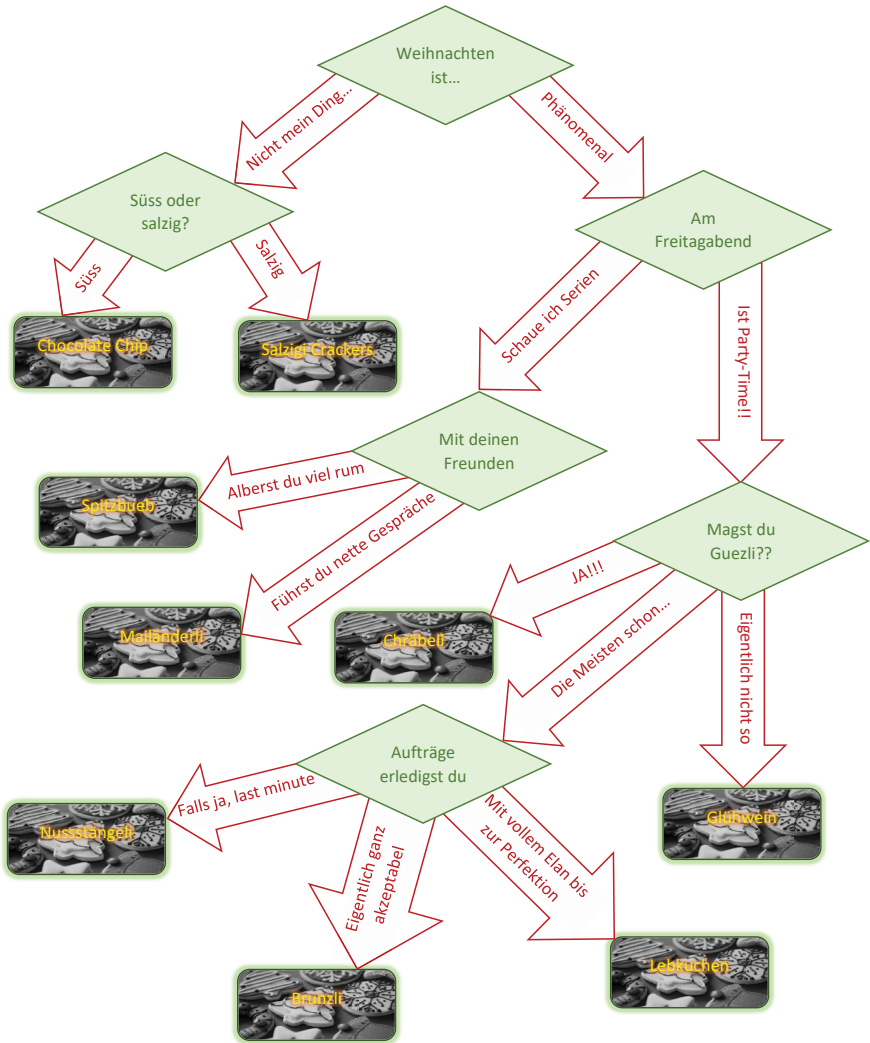 Weihnachten
ist...
Nicht mein Ding...
Phänomenal
Süss oder
salzig?
Am
Freitagabend
Süss
Salzig
Schaue ich Serien
Ist Party-Time!!
Chocolate Chip
Salzigi Crackers
Mit deinen
Freunden
Alberst du viel rum
Spitzbueb
Führst du nette Gespräche
Magst du
Guezli??
JA!!!
Mailänderli
Chräbeli
Die Meisten schon...
Eigentlich nicht so
Aufträge
erledigst du
Falls ja, last minute
Mit vollem Elan bis
zur Perfektion
Glühwein
Nussstängeli
Eigentlich ganz
akzeptabel
Lebkuchen
Brunzli